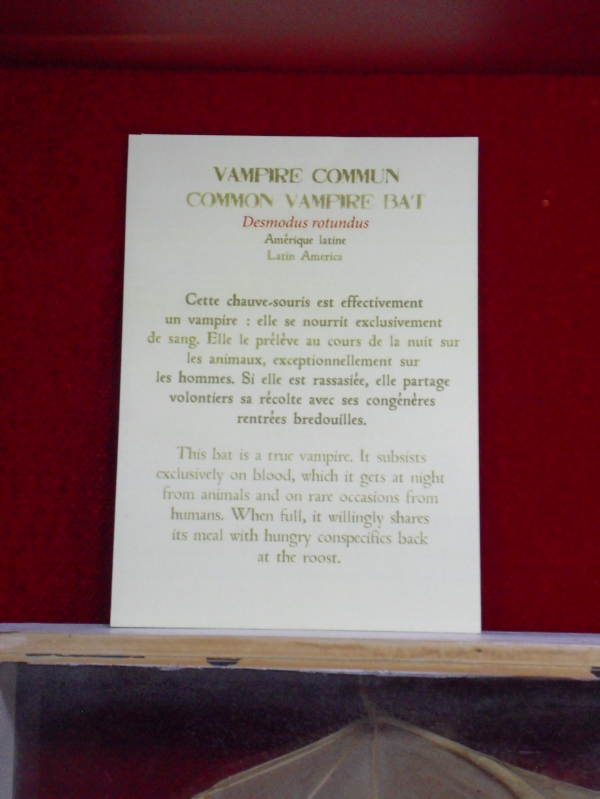 VAMPIRE COMMUN
COMMON VAMPIRE BAT
Desmodus rotundus
Amérique latine
Latin America
Cette chauve-souris est effectivement
un vampire : elle se nourrit exclusivement
de sang. Elle le prélève au cours de la nuit sur
les animaux, exceptionnellement sur
les hommes. Si elle est rassasiée, elle partage
volontiers sa récolte avec ses congénères
rentrées bredouilles.
This bat is a true vampire. It subsists
exclusively on blood, which it gets at night
from animals and on rare occasions from
humans. When full, it willingly shares
its meal with hungry conspecifics back
at the roost.